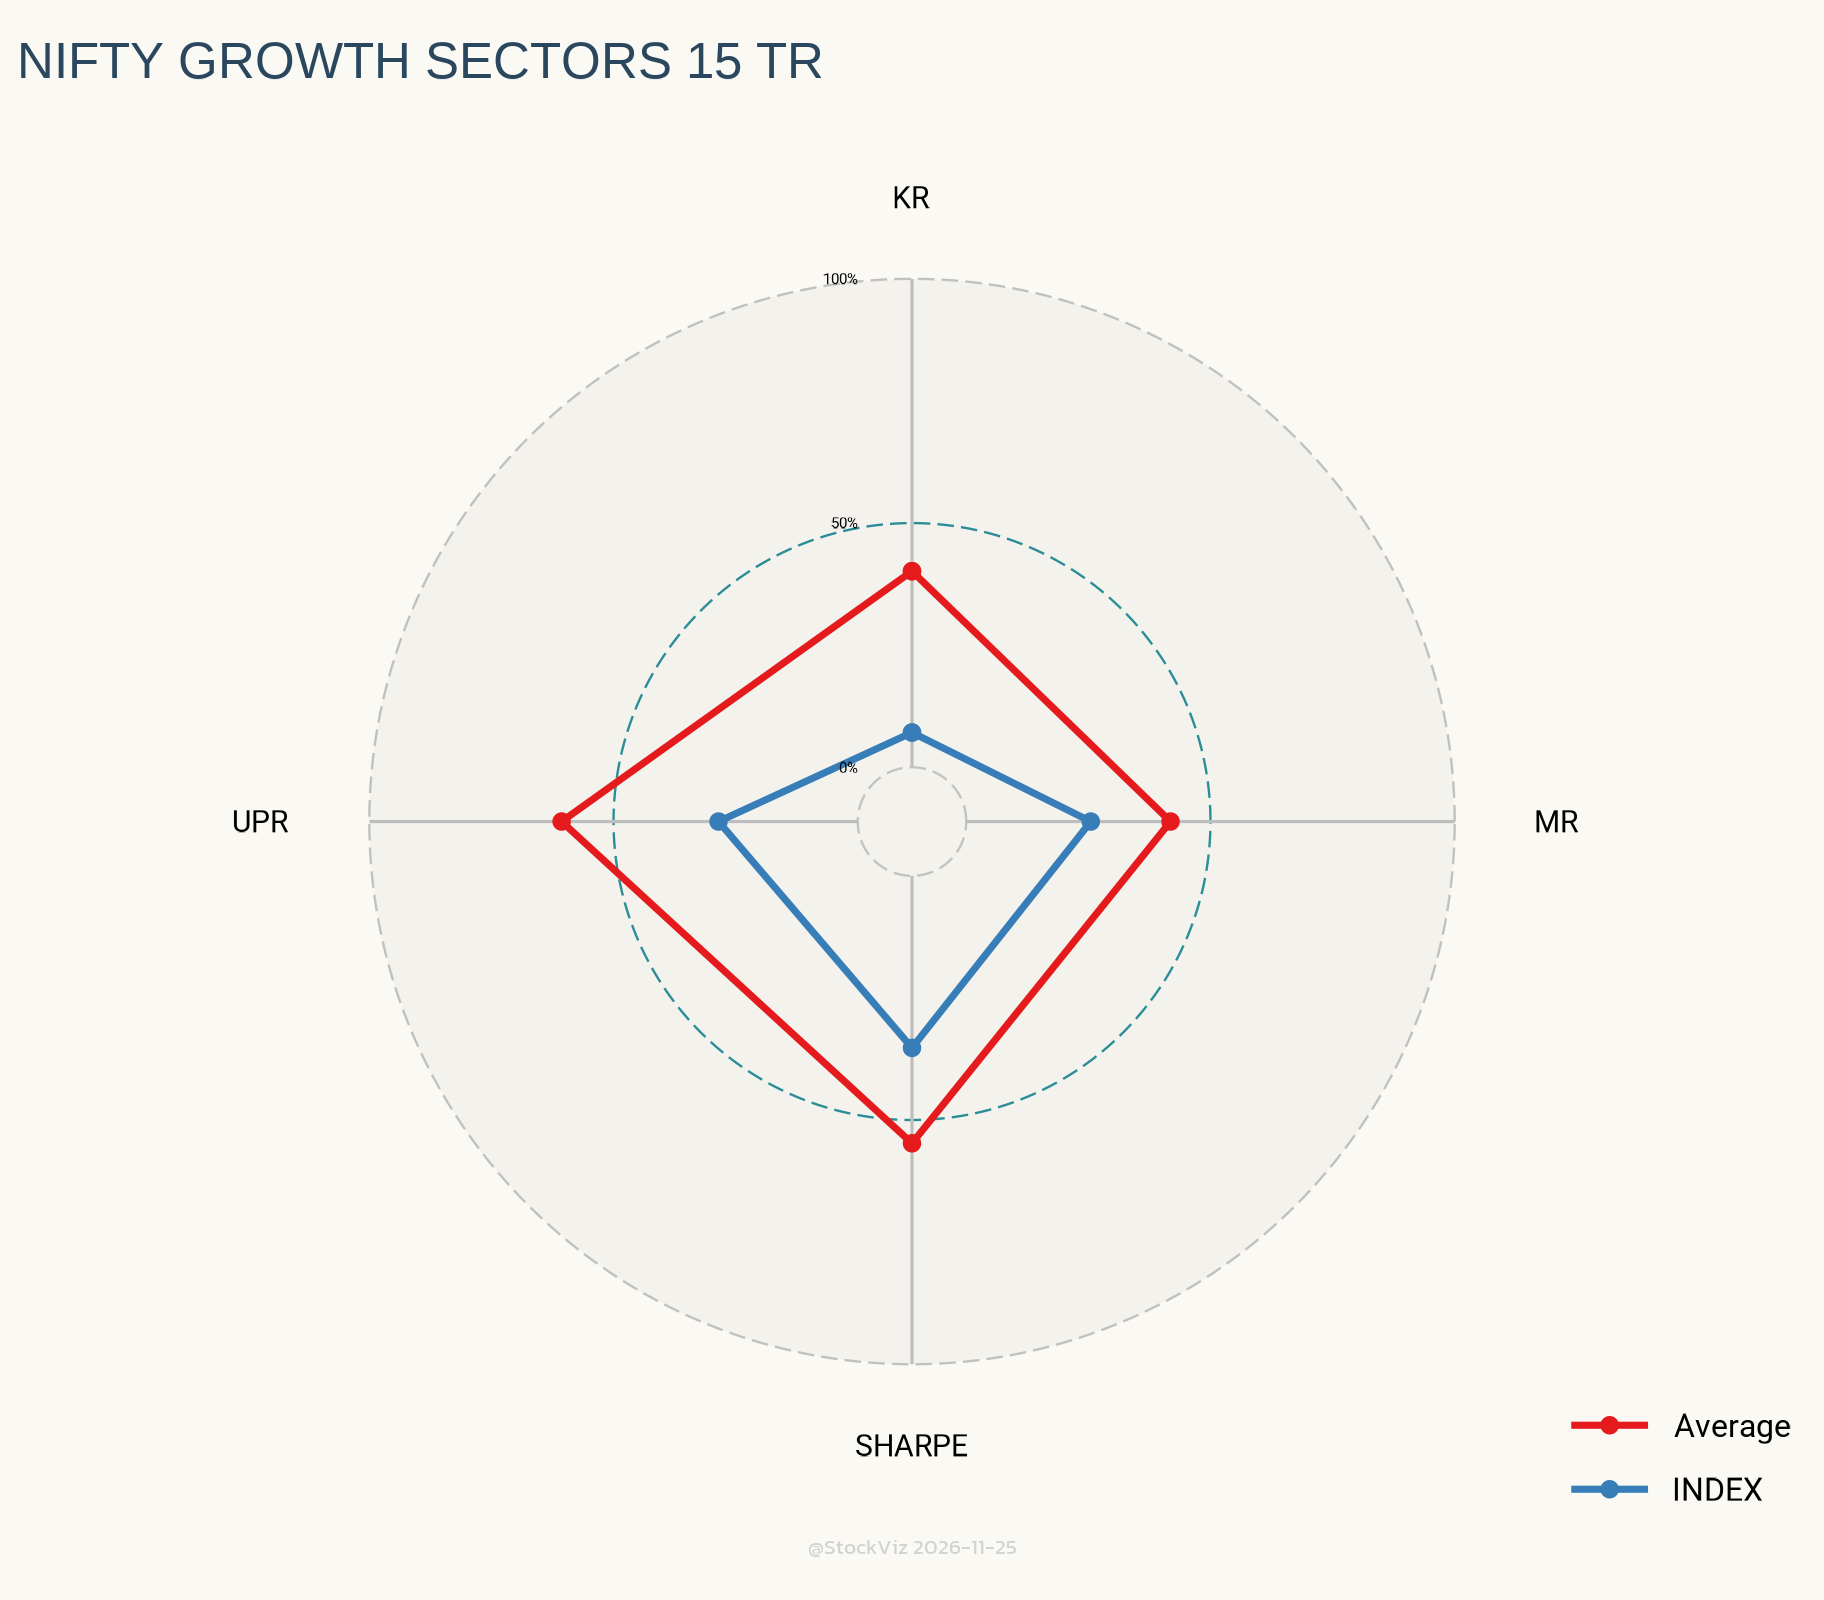 NIFTY GROWTH SECTORS 15 TR
KR
100%
50%
0%
UPR
MR
SHARPE
Average
INDEX
@StockViz 2026-11-25